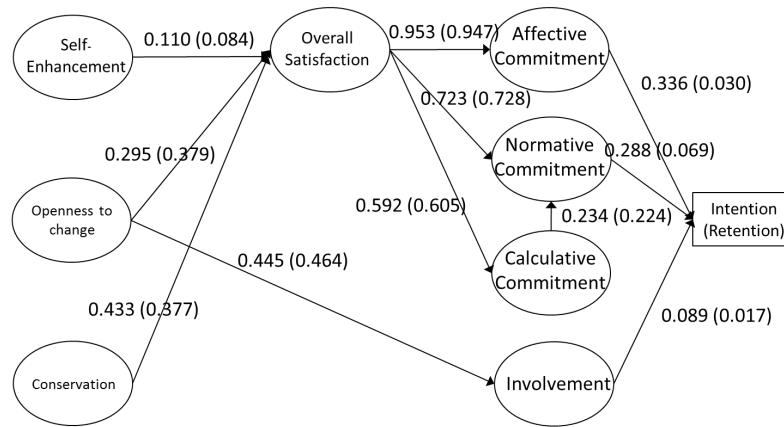 Self-
Enhancement
0.110 (0.084)
Overall
Satisfaction
0.953 (0.947)
Affective
Commitment
0.336 (0.030)
0.723 (0.728)
0.295 (0.379)
Normative
Commitment
0.288 (0.069)
Openness to
change
0.592 (0.605)
0.234 (0.224)
Intention
(Retention)
0.445 (0.464)
Calculative
Commitment
0.433 (0.377)
0.089 (0.017)
Conservation
Involvement